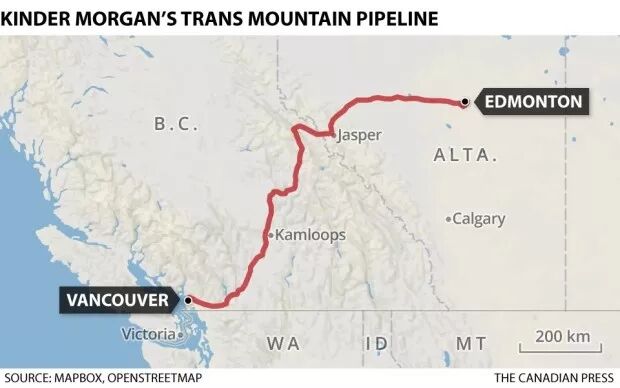 KINDER MORGAN'S TRANS MOUNTAIN PIPELINE
EDMONTON
B.C.
Jasper
ALTA.
Calgary
Kamloops
VANCOUVER
Victoria
WA
ID
MT
200 km
SOURCE: MAPBOX, OPENSTREETMAP
THE CANADIAN PRESS